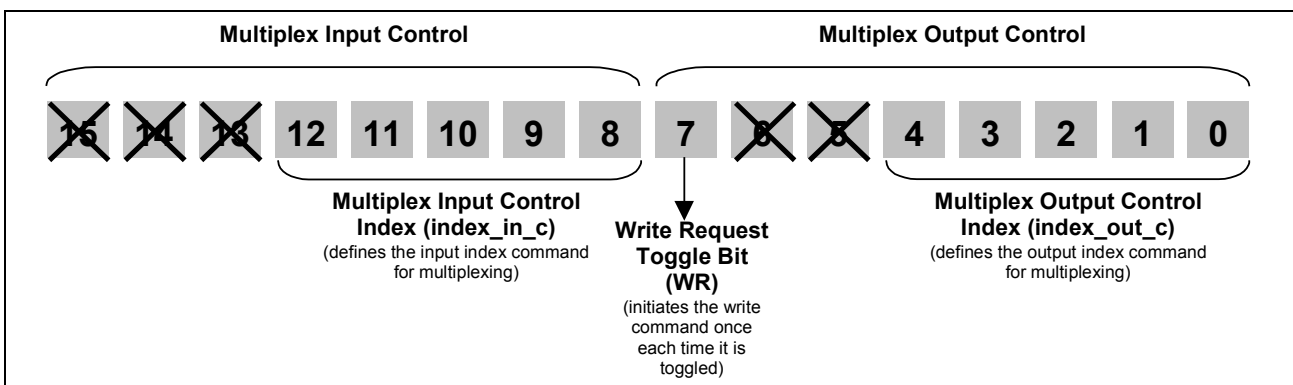 Multiplex Input Control
Multiplex Output Control
15 14 13 12 11 10 9 8 7 6 5 4 3 2 1 0
Multiplex Input Control
Index (index_in_c)
(defines the input index command
for multiplexing)
Write Request
Toggle Bit
(WR)
(initiates the write
command once
each time it is
toggled)
Multiplex Output Control
Index (index_out_c)
(defines the output index command
for multiplexing)